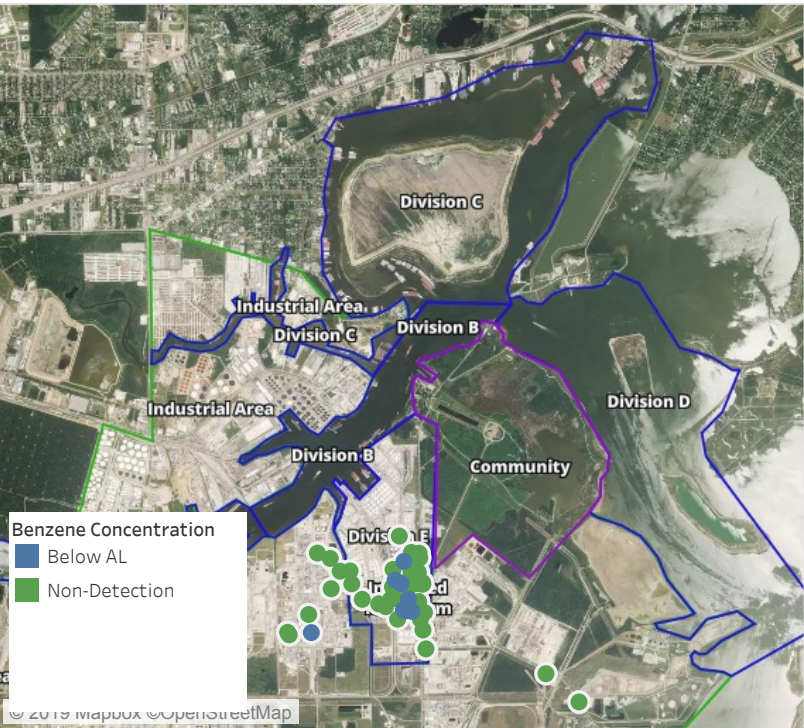 Division C
Industrial Area
Division B
Division C
Division D
Industrial Area
Division B
Community
Benzene Concentration
Below AL
Non-Detection
Division E
© 2019 Mapbox ©OpenStreetMap